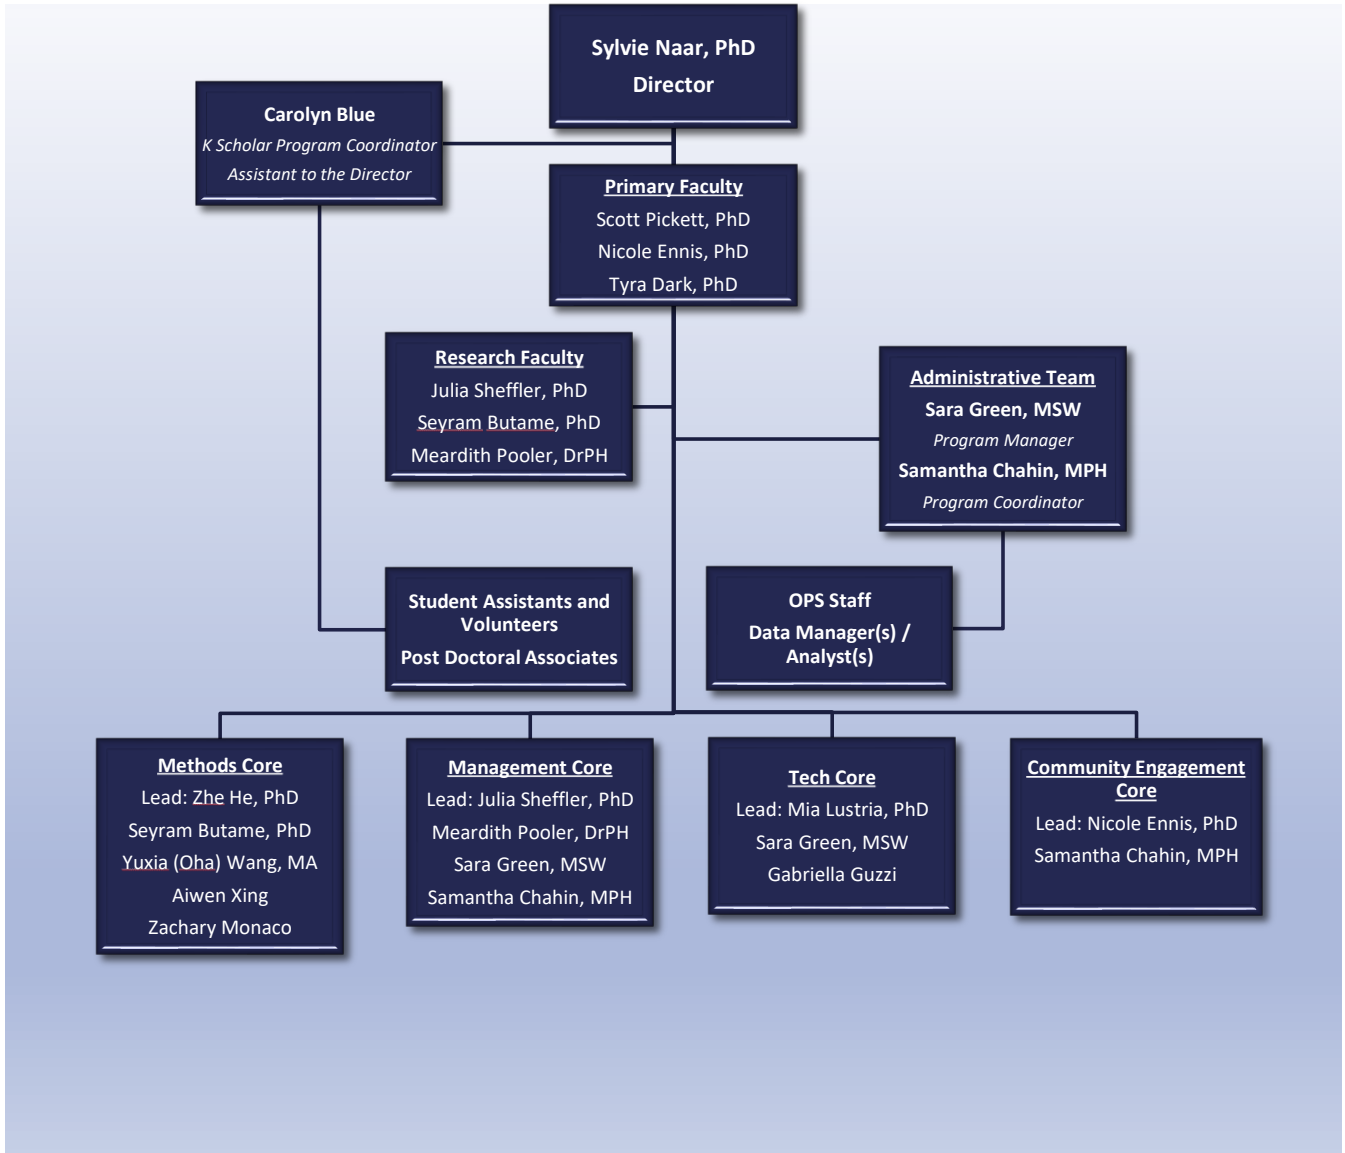 Sylvie Naar, PhD
Director
Carolyn Blue
K Scholar Program Coordinator
Assistant to the Director
Primary Faculty
Scott Pickett, PhD
Nicole Ennis, PhD
Tyra Dark, PhD
Research Faculty
Julia Sheffler, PhD
Seyram Butame, PhD
Meardith Pooler, DrPH
Administrative Team
Sara Green, MSW
Program Manager
Samantha Chahin, MPH
Program Coordinator
Student Assistants and
Volunteers
Post Doctoral Associates
OPS Staff
Data Manager(s) /
Analyst(s)
Methods Core
Lead: Zhe He, PhD
Seyram Butame, PhD
Yuxia (Oha) Wang, MA
Aiwen Xing
Zachary Monaco
Management Core
Lead: Julia Sheffler, PhD
Meardith Pooler, DrPH
Sara Green, MSW
Samantha Chahin, MPH
Tech Core
Lead: Mia Lustria, PhD
Sara Green, MSW
Gabriella Guzzi
Community Engagement
Core
Lead: Nicole Ennis, PhD
Samantha Chahin, MPH